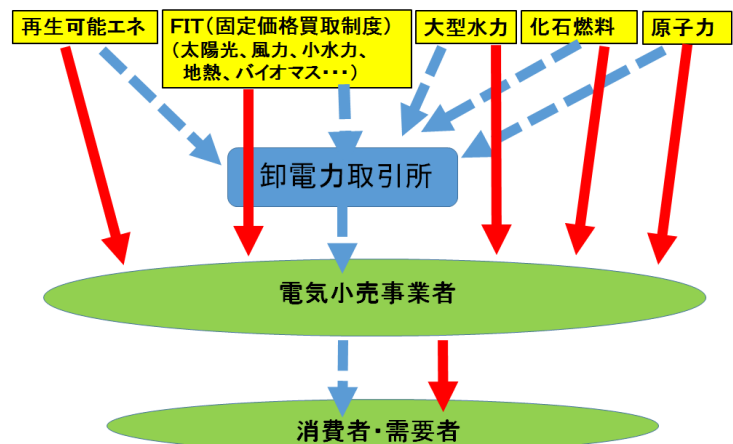 再生可能エネ
FIT(固定価格買取制度)
(太陽光、風力、小水力、
地熱、バイオマス・・・)
大型水力
化石燃料
原子力
卸電力取引所
電気小売事業者
消費者・需要者